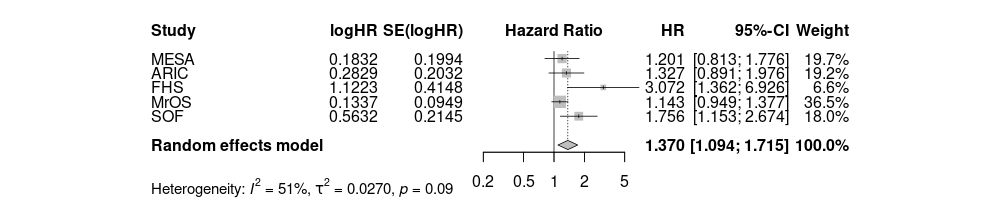 Study logHR SE(logHR) Hazard Ratio HR 95%-CI Weight
MESA 0.1832 0.1994 1.201 [0.813; 1.776] 19.7%
ARIC 0.2829 0.2032 1.327 [0.891; 1.976] 19.2%
FHS 1.1223 0.4148 3.072 [1.362; 6.926] 6.6%
MrOS 0.1337 0.0949 1.143 [0.949; 1.377] 36.5%
SOF 0.5632 0.2145 1.756 [1.153; 2.674] 18.0%
Random effects model 1.370 [1.094; 1.715] 100.0%
0.2 0.5 1 2 5
Heterogeneity: I² = 51%, τ² = 0.0270, p = 0.09